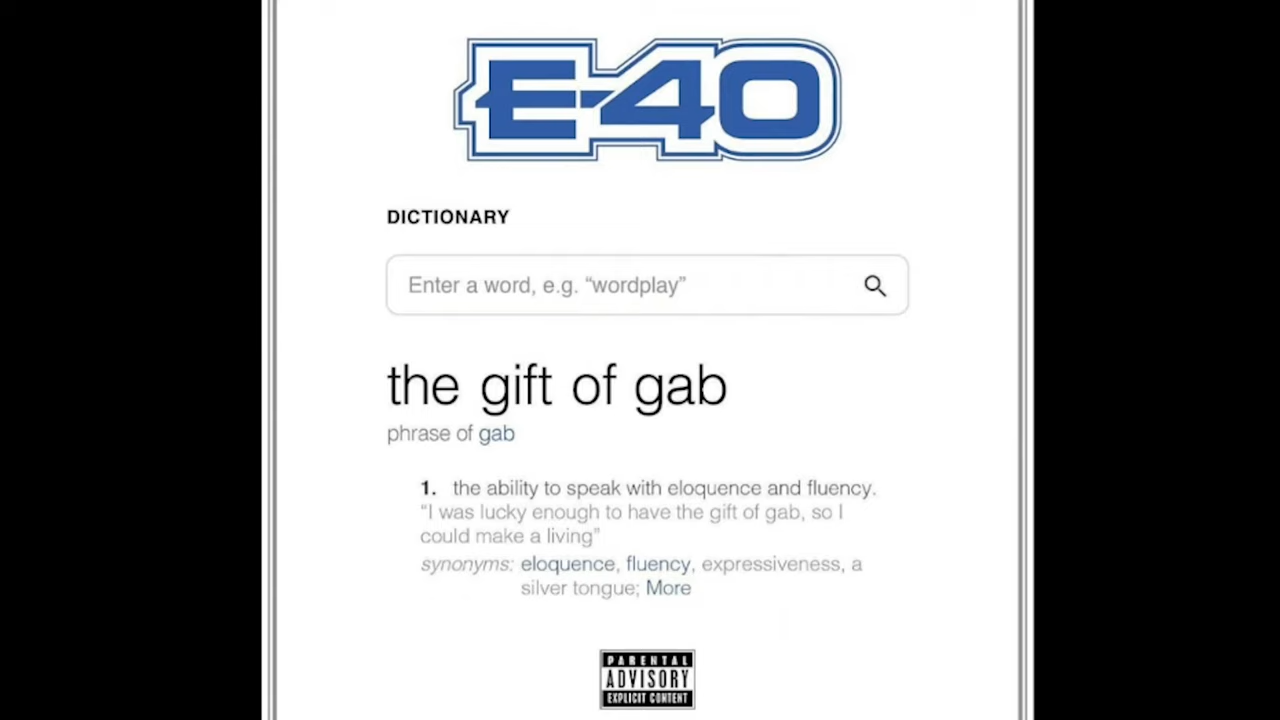 E-40
DICTIONARY
Enter a word, e.g. “wordplay”
the gift of gab
phrase of gab
1. the ability to speak with eloquence and fluency.
“I was lucky enough to have the gift of gab, so I
could make a living”
synonyms: eloquence, fluency, expressiveness, a
silver tongue; More
PARENTAL
ADVISORY
EXPLICIT CONTENT